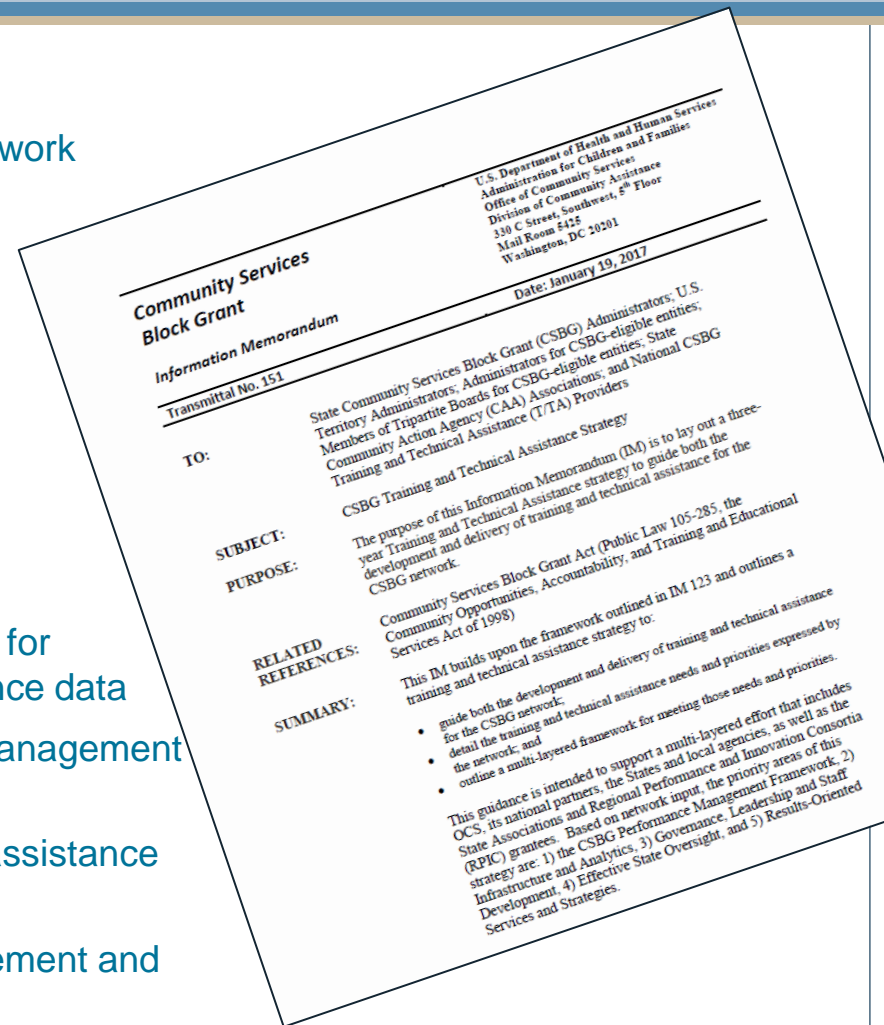 work
for
nce data
anagement
ssistance
ement and
U.S. Department of Health and Human Services
Administration for Children and Families
Office of Community Services
Division of Community Assistance
330 C Street, Southwest, 5th Floor
Mail Room 5425
Washington, DC 20201
Community Services
Block Grant
Information Memorandum
Transmittal No. 151
Date: January 19, 2017
TO:
State Community Services Block Grant (CSBG) Administrators; U.S.
Territory Administrators; Administrators for CSBG-eligible entities;
Members of Tripartite Boards for CSBG-eligible entities; State
Community Action Agency (CAA) Associations; and National CSBG
Training and Technical Assistance (T/TA) Providers
SUBJECT:
CSBG Training and Technical Assistance Strategy
PURPOSE:
The purpose of this Information Memorandum (IM) is to lay out a three-
year Training and Technical Assistance strategy to guide both the
development and delivery of training and technical assistance for the
CSBG network.
RELATED
REFERENCES:
Community Services Block Grant Act (Public Law 105-285, the
Community Opportunities, Accountability, and Training and Educational
Services Act of 1998)
SUMMARY:
This IM builds upon the framework outlined in IM 123 and outlines a
training and technical assistance strategy to:
• guide both the development and delivery of training and technical assistance
for the CSBG network;
• detail the training and technical assistance needs and priorities expressed by
the network; and
• outline a multi-layered framework for meeting those needs and priorities.
This guidance is intended to support a multi-layered effort that includes
OCS, its national partners, the States and local agencies, as well as the
State Associations and Regional Performance and Innovation Consortia
(RPIC) grantees. Based on network input, the priority areas of this
strategy are: 1) the CSBG Performance Management Framework, 2)
Infrastructure and Analytics, 3) Governance, Leadership and Staff
Development, 4) Effective State Oversight, and 5) Results-Oriented
Services and Strategies.